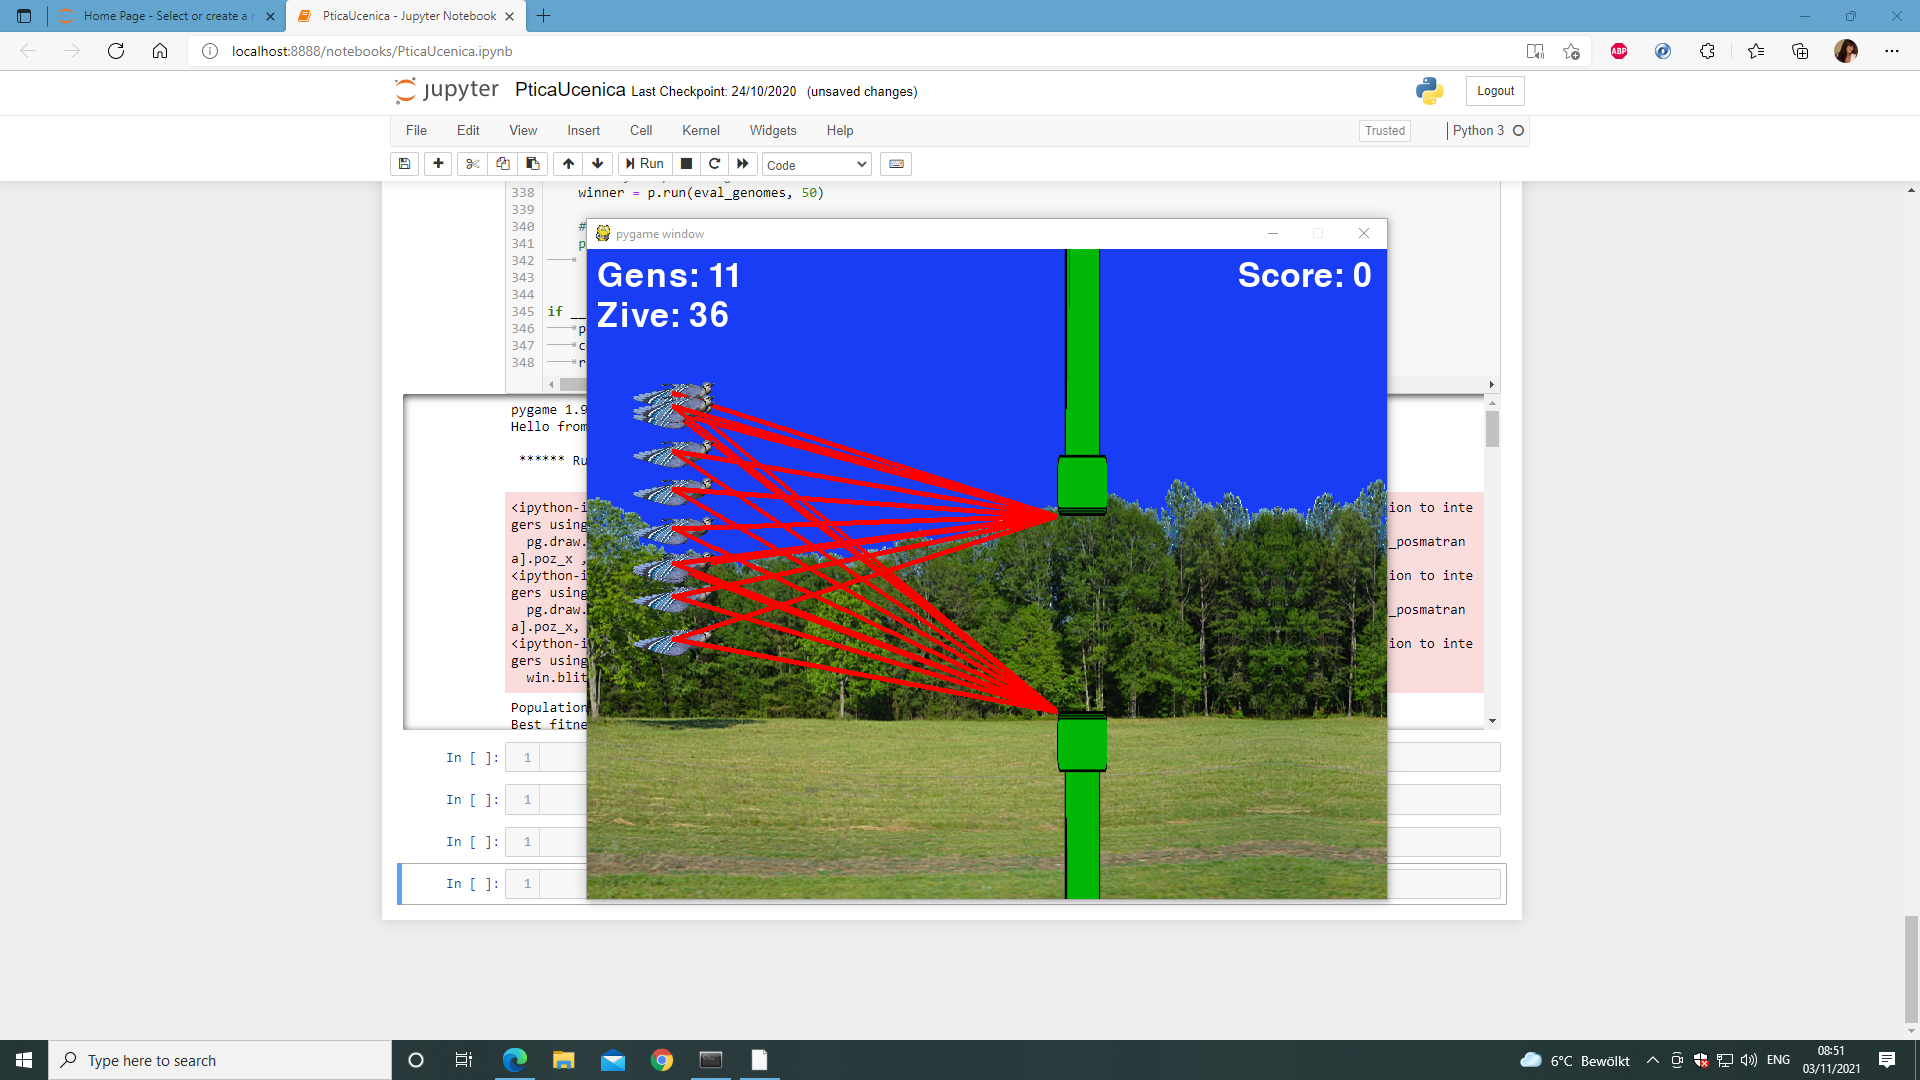 Home Page - Select or create a n
PticaUcenica - Jupyter Notebook
localhost:8888/notebooks/PticaUcenica.ipynb
ABP
jupyter PticaUcenica Last Checkpoint: 24/10/2020 (unsaved changes)
Logout
File Edit View Insert Cell Kernel Widgets Help
Trusted Python 3 O
Run Code
338 winner = p.run(eval_genomes, 50)
339
340 #
341 p
342
343
344
345 if __
346 p
347 c
348 r
pygame window
Gens: 11
Score: 0
Zive: 36
pygame 1.9
Hello from
****** Ru
<ipython-i ion to inte
gers using
pg.draw. _posmatran
a].poz_x ,
<ipython-i ion to inte
gers using
pg.draw. _posmatran
a].poz_x,
<ipython-i ion to inte
gers using
win.blit
Population
Best fitne
In [ ]: 1
In [ ]: 1
In [ ]: 1
In [ ]: 1
Type here to search
6°C Bewölkt
ENG
08:51
03/11/2021